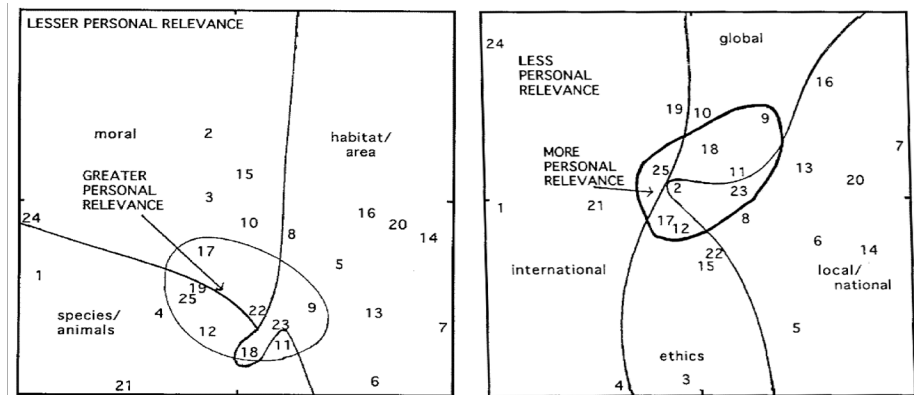 LESSER PERSONAL RELEVANCE
moral
2
habitat/
area
15
GREATER
PERSONAL
RELEVANCE
3
16
24
10
20
8
14
17
5
1
19
25
22
9
4
13
species/
animals
23
7
12
18
11
6
21
global
24
LESS
PERSONAL
RELEVANCE
16
19
10
9
18
7
MORE
PERSONAL
RELEVANCE
25
11
13
2
23
20
1
21
17
12
8
6
22
14
15
international
local/
national
5
ethics
4
3